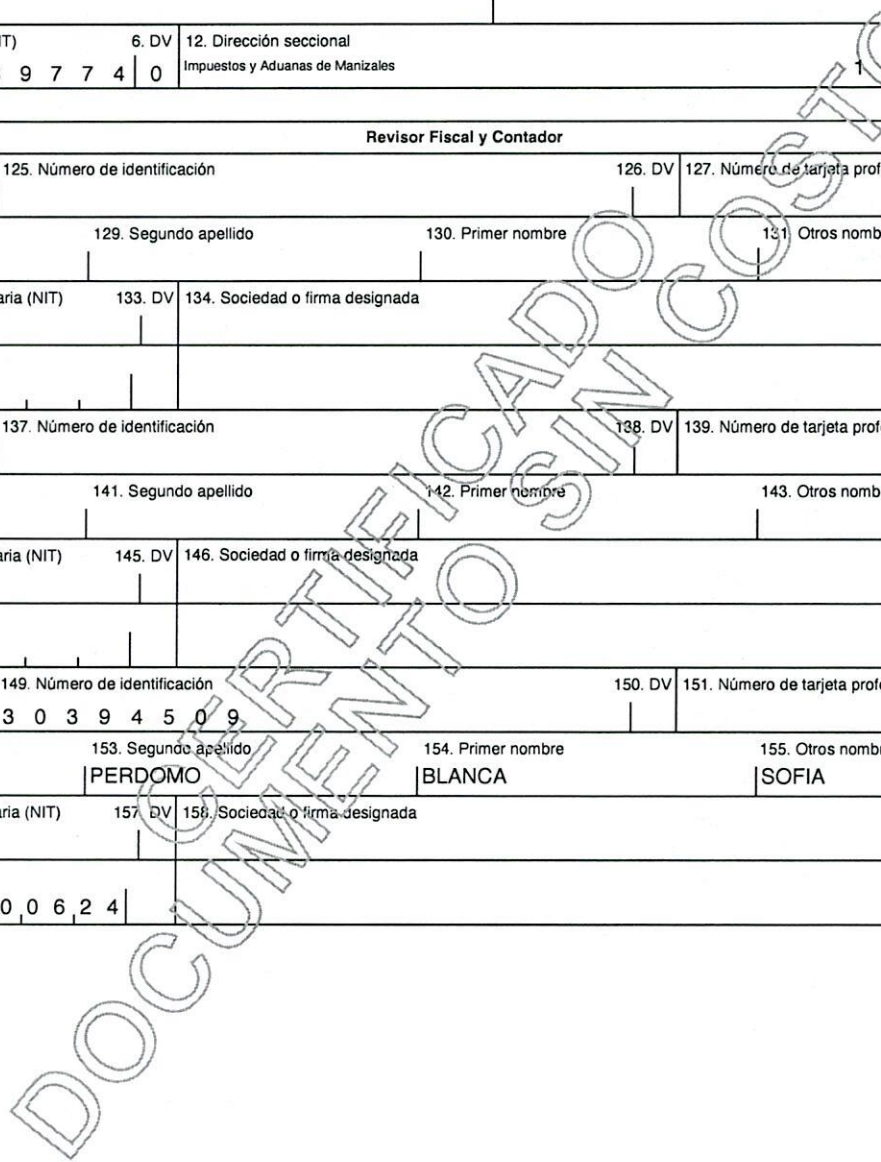 IT) 6. DV 12. Dirección seccional
9 7 7 4 0 Impuestos y Aduanas de Manizales 1
Revisor Fiscal y Contador
125. Número de identificación 126. DV 127. Número de tarjeta prof
129. Segundo apellido 130. Primer nombre 131. Otros nomb
aria (NIT) 133. DV 134. Sociedad o firma designada
137. Número de identificación 138. DV 139. Número de tarjeta profe
141. Segundo apellido 142. Primer nombre 143. Otros nomb
aria (NIT) 145. DV 146. Sociedad o firma designada
149. Número de identificación 150. DV 151. Número de tarjeta profe
3 0 3 9 4 5 0 9
153. Segundo apellido 154. Primer nombre 155. Otros nombr
PERDOMO BLANCA SOFIA
aria (NIT) 157. DV 158. Sociedad o firma designada
0 0 6 2 4
CERTIFICADO
DOCUMENTO SIN COSTO